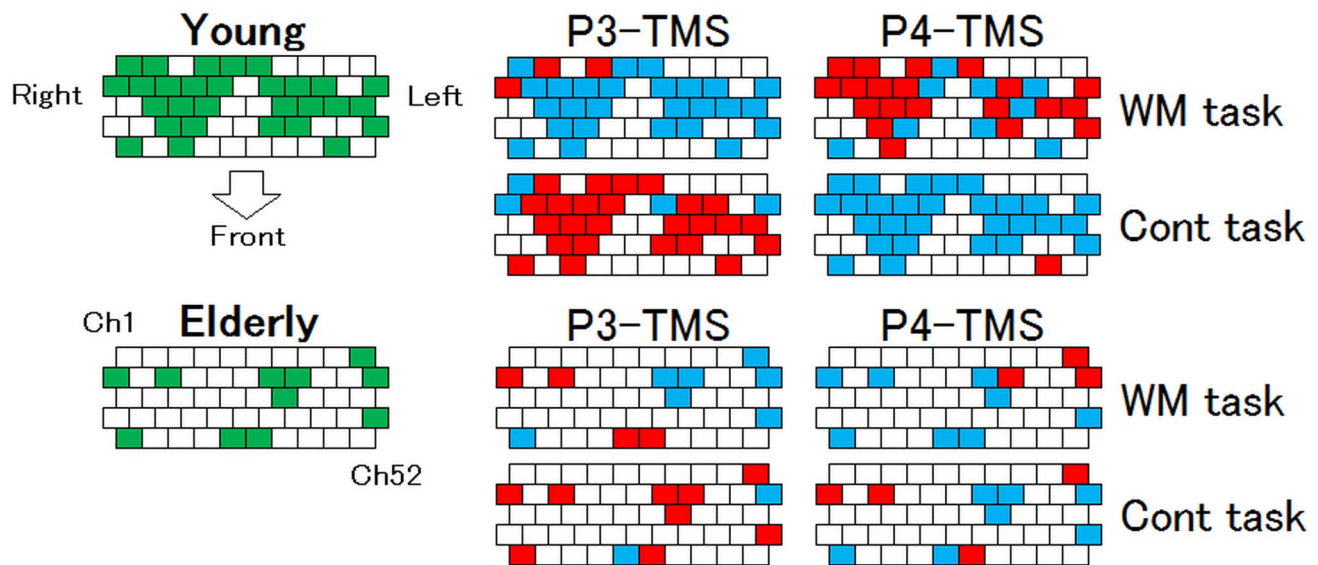 Young
P3-TMS
P4-TMS
Right
Left
WM task
Front
Cont task
Ch1
Elderly
P3-TMS
P4-TMS
WM task
Ch52
Cont task